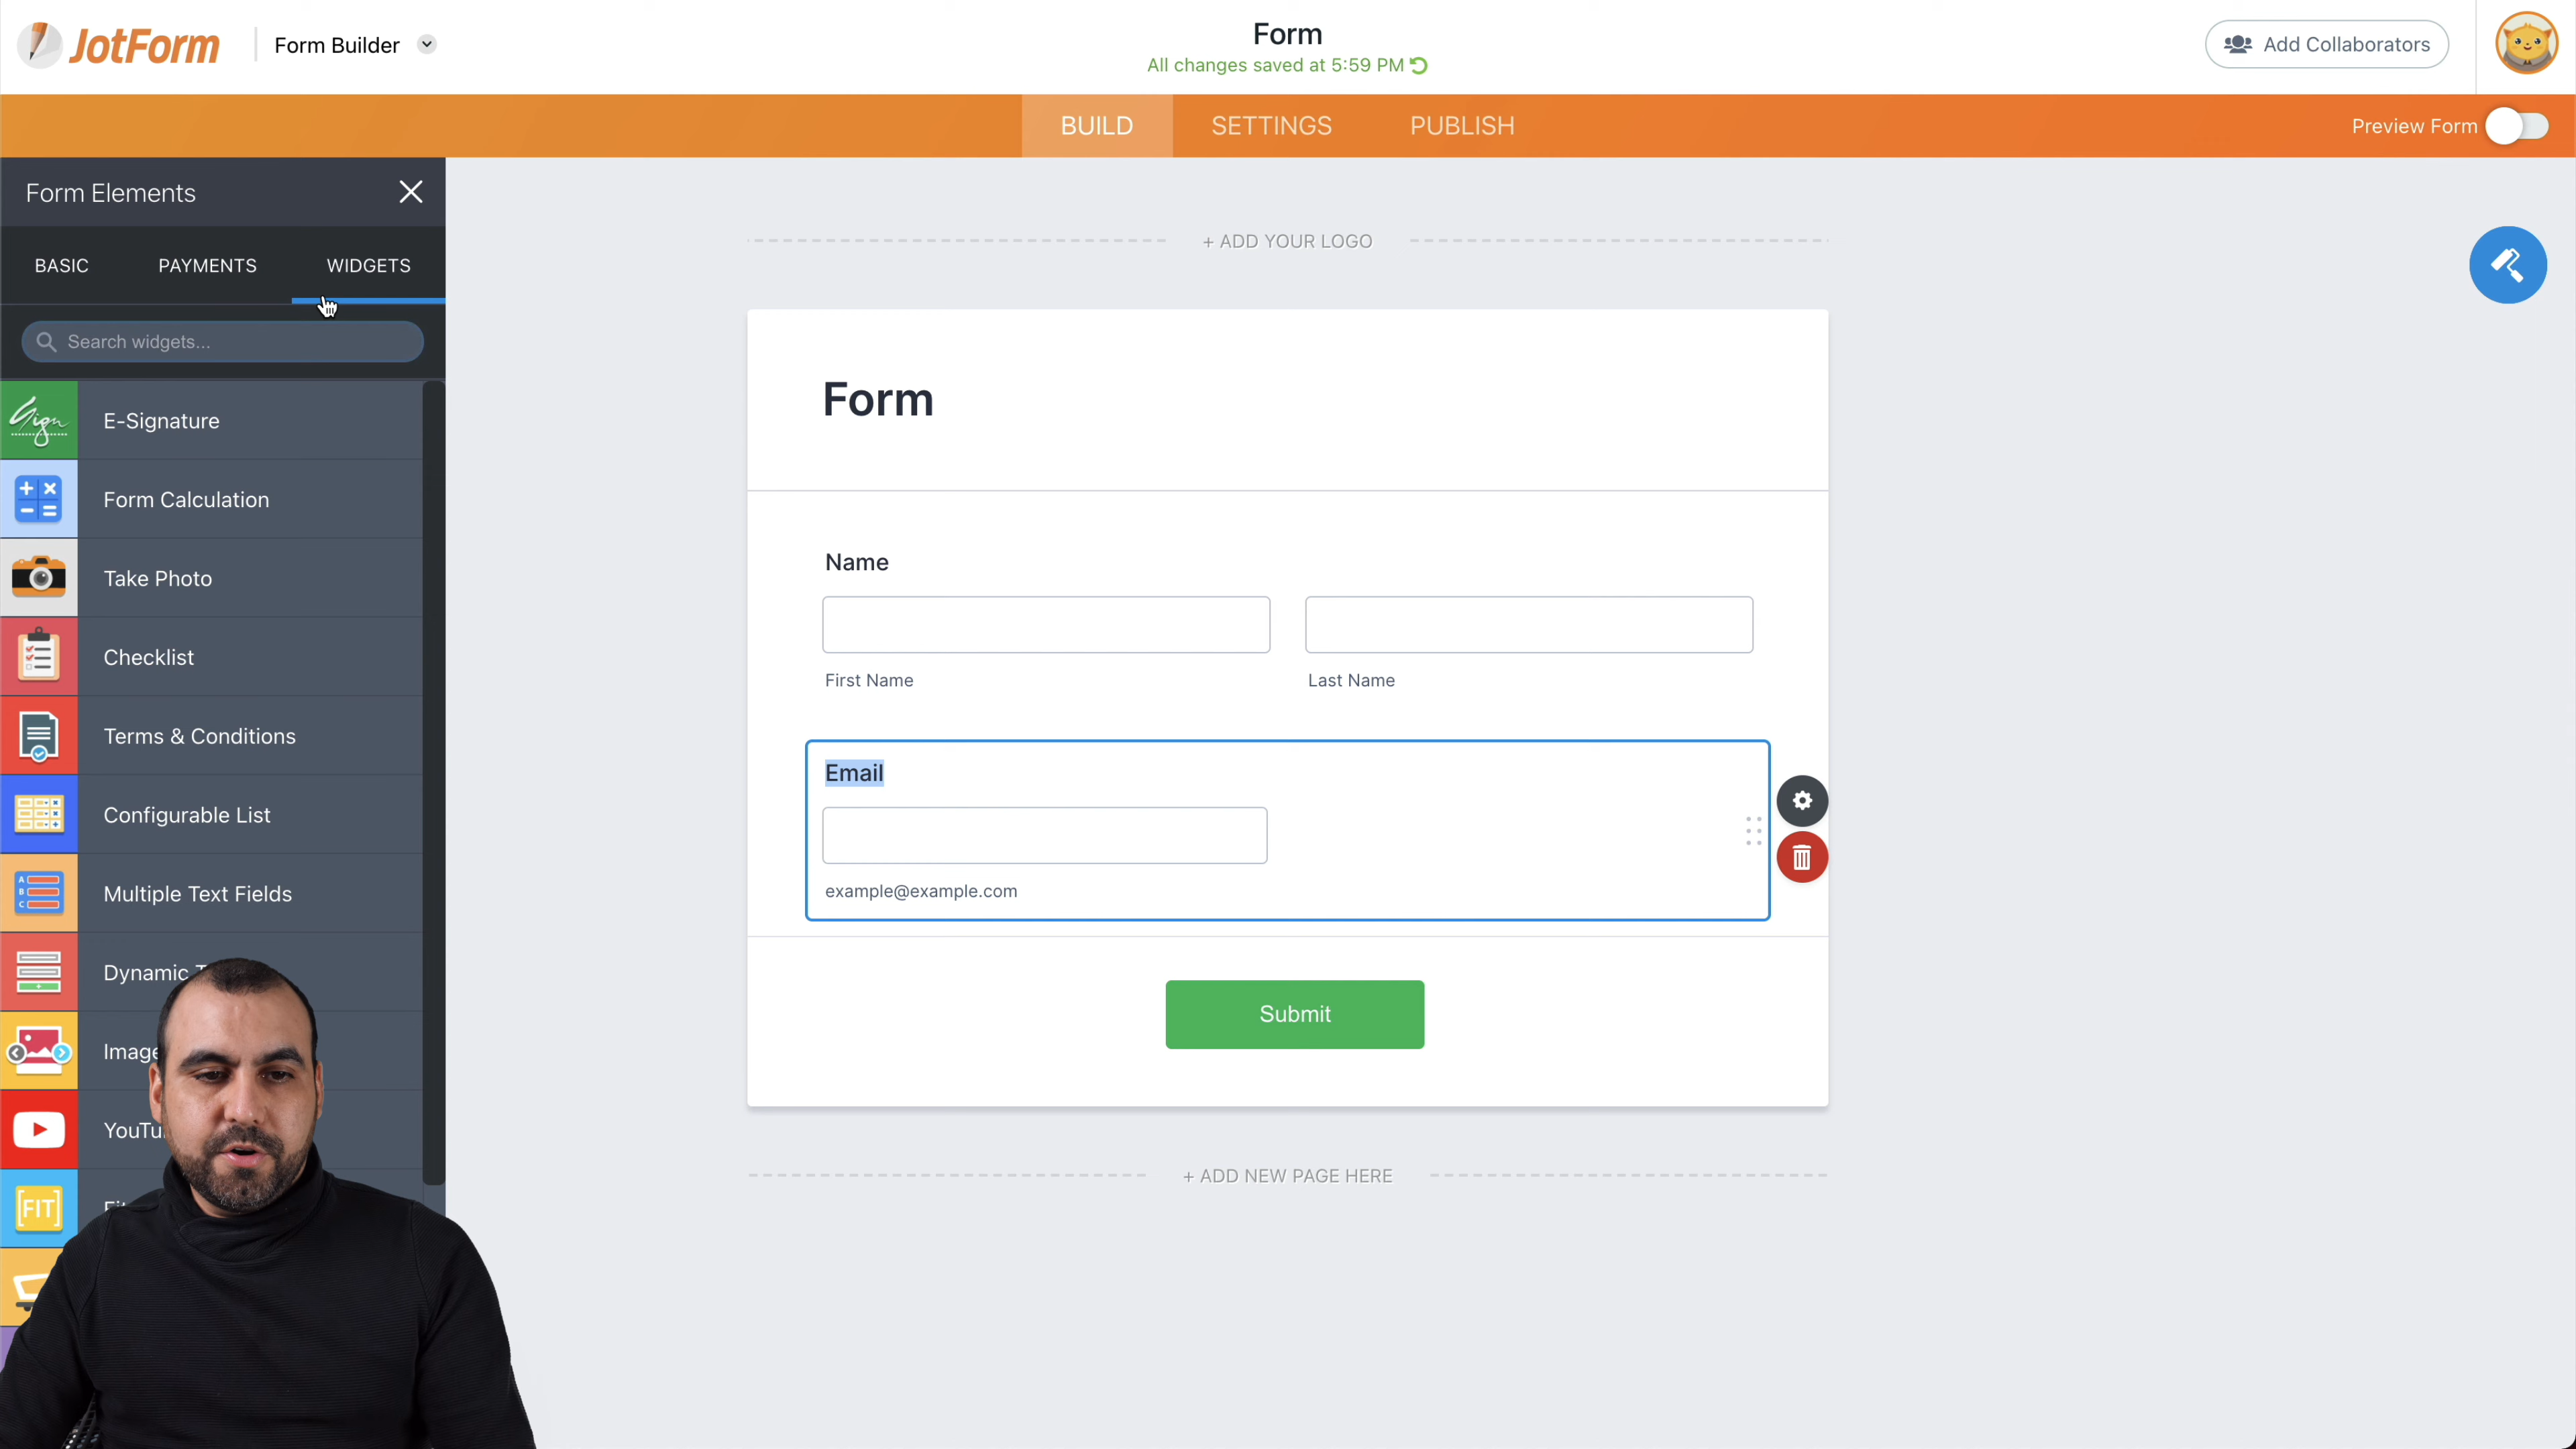 JotForm
Form Builder
Form
All changes saved at 5:59 PM
Add Collaborators
BUILD
SETTINGS
PUBLISH
Preview Form
Form Elements
BASIC
PAYMENTS
WIDGETS
Search widgets...
Sign
E-Signature
Form Calculation
Take Photo
Checklist
Terms & Conditions
Configurable List
Multiple Text Fields
Dynamic
Image
FIT
+ ADD YOUR LOGO
Form
Name
First Name
Last Name
Email
example@example.com
Submit
+ ADD NEW PAGE HERE